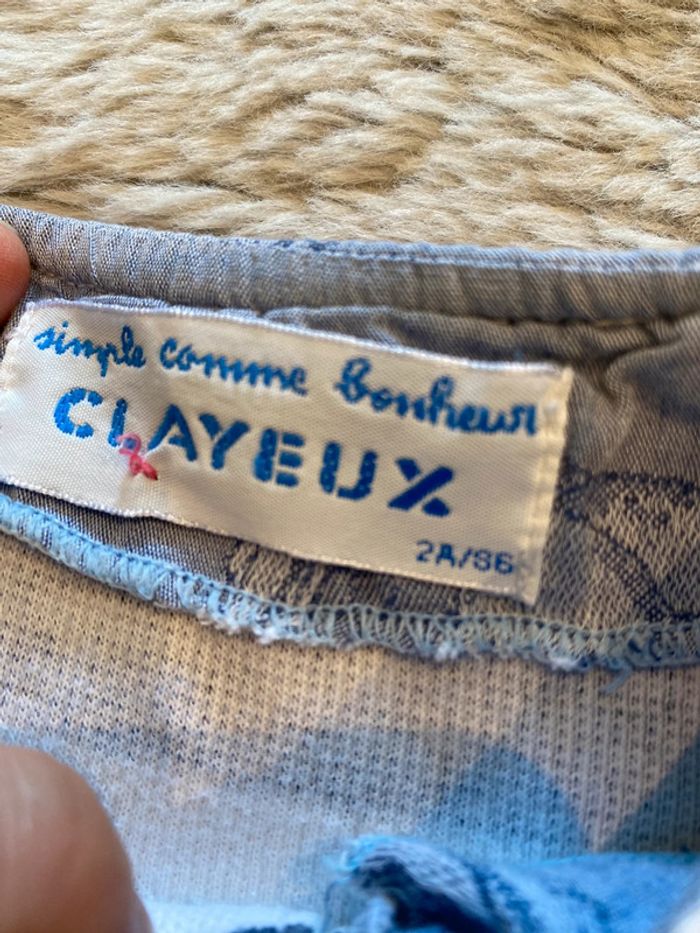 simple comme bonheur
CLAYEUX
2A/86